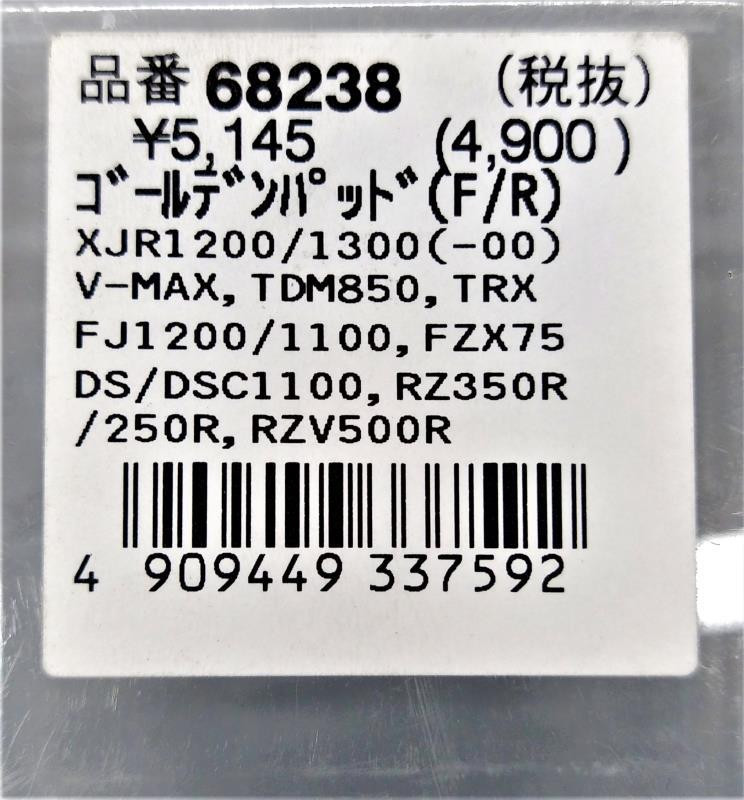 品番 68238 (税抜)
¥5,145 (4,900 )
ｺﾞｰﾙﾃﾞﾝﾊﾟｯﾄﾞ(F/R)
XJR1200/1300(-00)
V-MAX, TDM850, TRX
FJ1200/1100, FZX75
DS/DSC1100, RZ350R
/250R, RZV500R
4 909449 337592